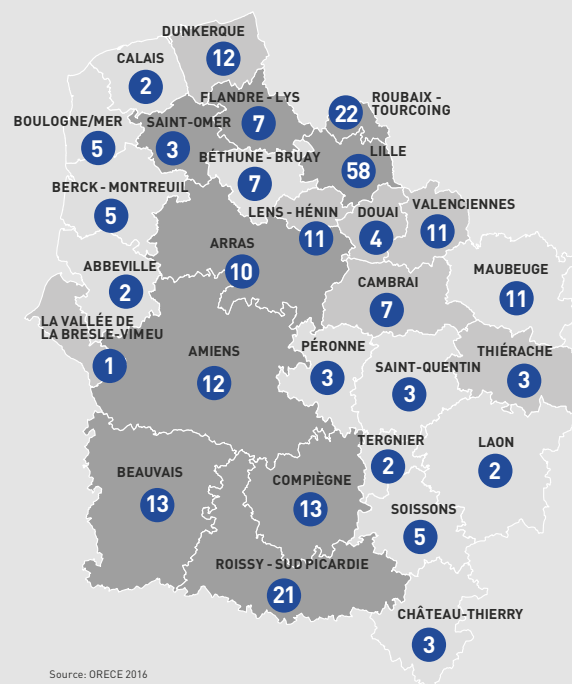 DUNKERQUE
12
CALAIS
2
FLANDRE - LYS
7
ROUBAIX -
TOURCOING
22
BOULOGNE/MER
5
SAINT-OMER
3
LILLE
58
BÉTHUNE - BRUAY
7
BERCK - MONTREUIL
5
LENS - HÉNIN
11
DOUAI
4
VALENCIENNES
11
ARRAS
10
ABBEVILLE
2
CAMBRAI
7
MAUBEUGE
11
LA VALLÉE DE
LA BRESLE-VIMEU
1
AMIENS
12
PÉRONNE
3
SAINT-QUENTIN
3
THIÉRACHE
3
TERGNIER
2
LAON
2
BEAUVAIS
13
COMPIÈGNE
13
SOISSONS
5
ROISSY - SUD PICARDIE
21
CHÂTEAU-THIERRY
3
Source: ORECE 2016